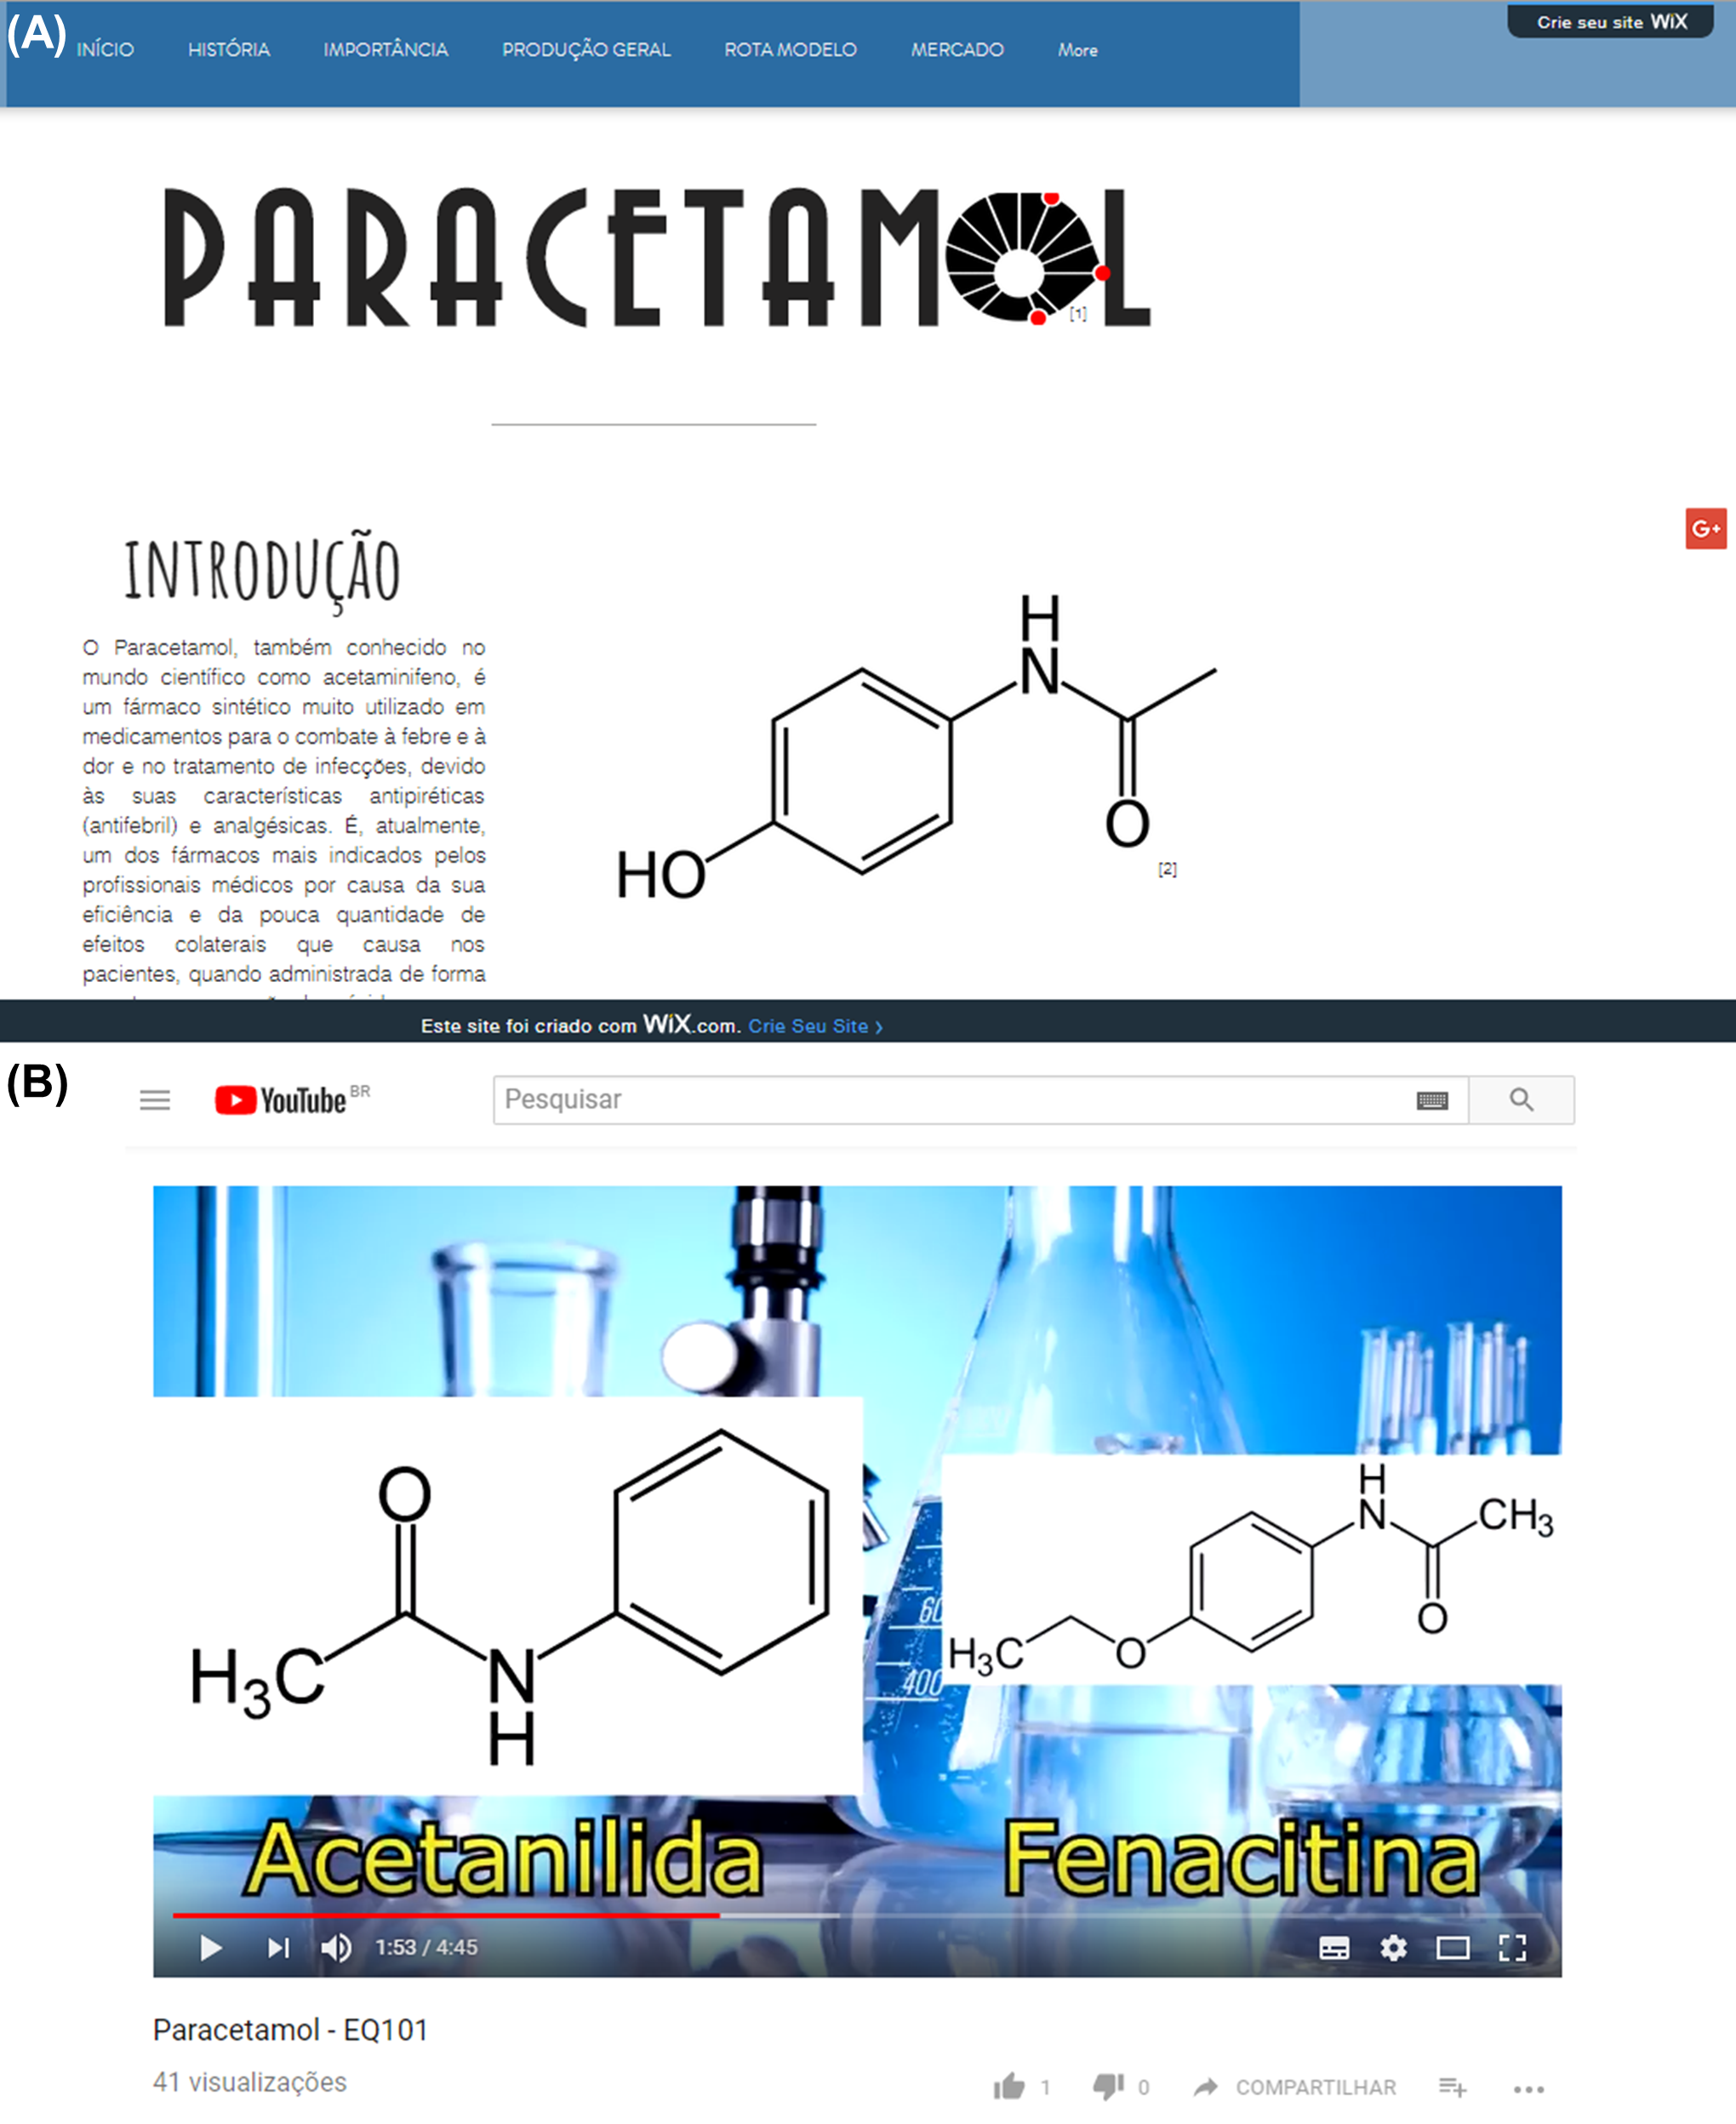 (A)
INÍCIO HISTÓRIA IMPORTÂNCIA PRODUÇÃO GERAL ROTA MODELO MERCADO More
Crie seu site WiX
PARACETAMOL
[1]
INTRODUÇÃO
G+
O Paracetamol, também conhecido no
mundo científico como acetaminifeno, é
um fármaco sintético muito utilizado em
medicamentos para o combate à febre e à
dor e no tratamento de infecções, devido
às suas características antipiréticas
(antifebril) e analgésicas. É, atualmente,
um dos fármacos mais indicados pelos
profissionais médicos por causa da sua
eficiência e da pouca quantidade de
efeitos colaterais que causa nos
pacientes, quando administrada de forma
H
N
O
HO
[2]
Este site foi criado com WiX.com. Crie Seu Site >
(B)
YouTube BR
Pesquisar
O
H3C
N
H
H
N
CH3
O
H3C
O
60
400
Acetanilida
Fenacitina
1:53 / 4:45
Paracetamol - EQ101
41 visualizações
1 0 COMPARTILHAR